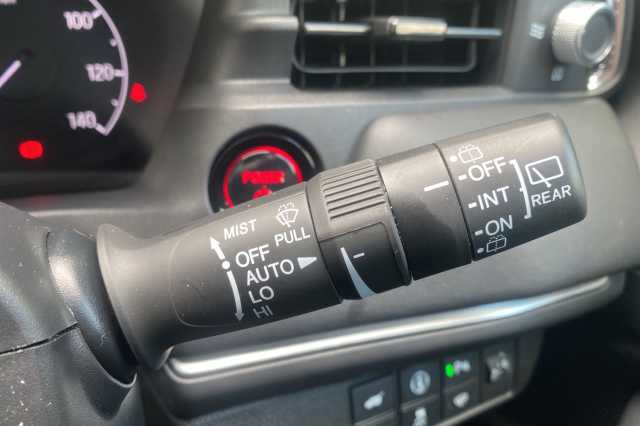 100
120
140
POWER
MIST
OFF
PULL
AUTO
LO
HI
OFF
INT
ON
REAR